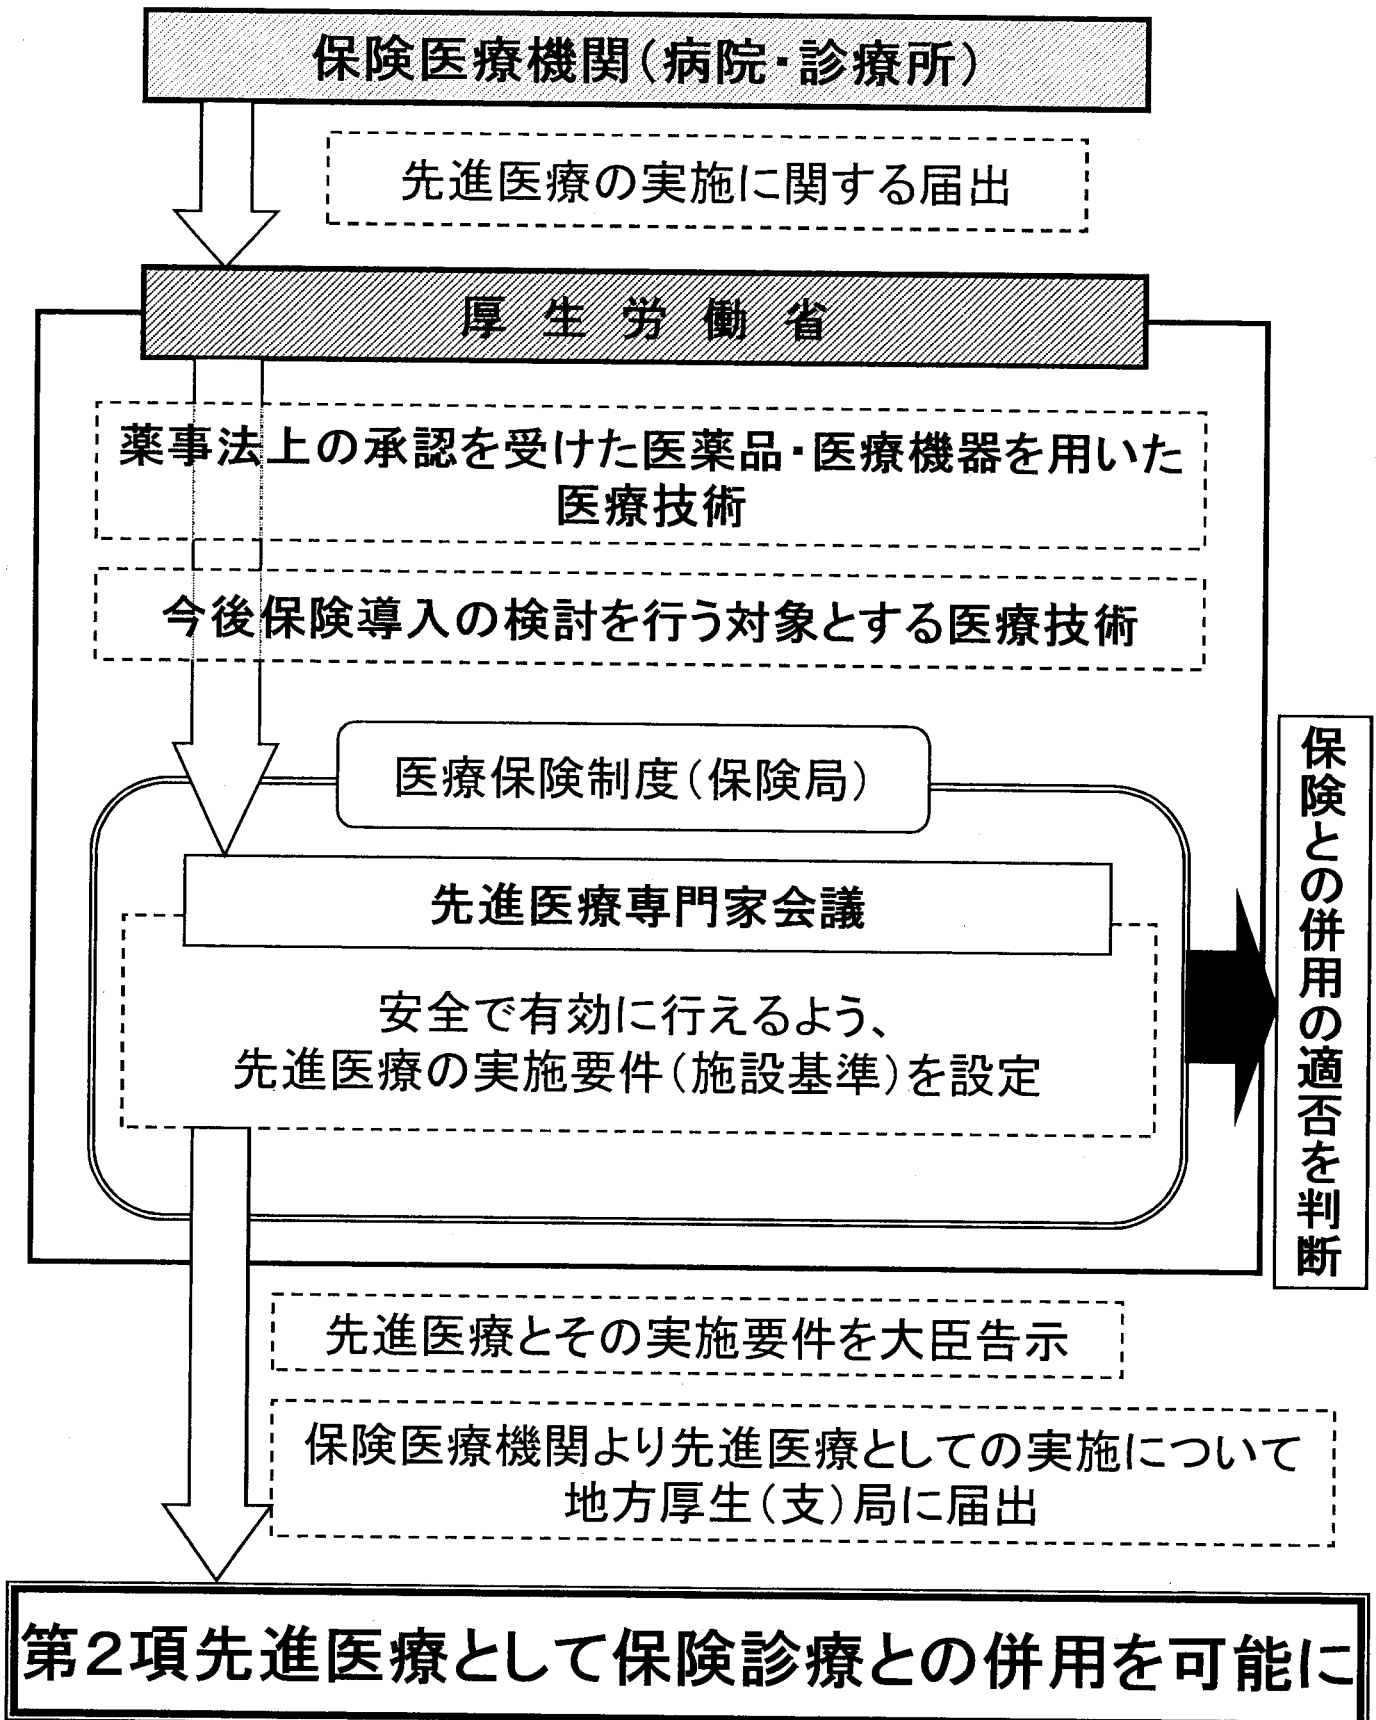 保険医療機関(病院・診療所)
先進医療の実施に関する届出
厚生労働省
薬事法上の承認を受けた医薬品・医療機器を用いた
医療技術
今後保険導入の検討を行う対象とする医療技術
医療保険制度(保険局)
先進医療専門家会議
安全で有効に行えるよう、
先進医療の実施要件(施設基準)を設定
保険との併用の適否を判断
先進医療とその実施要件を大臣告示
保険医療機関より先進医療としての実施について
地方厚生(支)局に届出
第2項先進医療として保険診療との併用を可能に